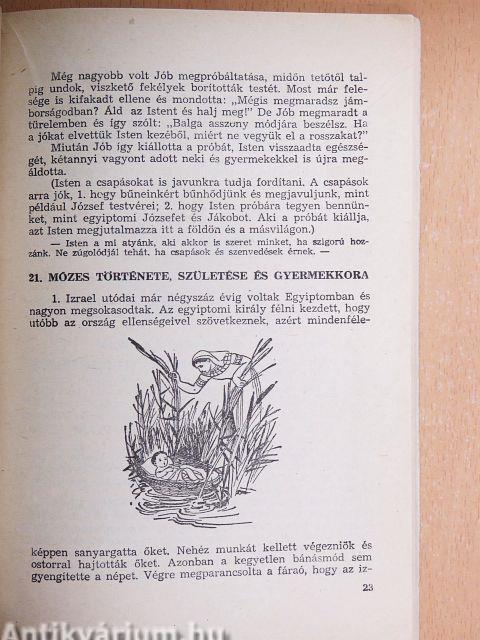 Még nagyobb volt Jób megpróbáltatása, midőn tetőtől tal-
pig undok, viszkető fekélyek borították testét. Most már fele-
sége is kifakadt ellene és mondotta: „Mégis megmaradsz jám-
borságodban? Áld az Istent és halj meg!" De Jób megmaradt a
türelemben és így szólt: „Balga asszony módjára beszélsz. Ha
a jókat elvettük Isten kezéből, miért ne vegyük el a rosszakat?"
Miután Jób így kiállotta a próbát, Isten visszaadta egészsé-
gét, kétannyi vagyont adott neki és gyermekekkel is újra meg-
áldotta.
(Isten a csapásokat is javunkra tudja fordítani. A csapások
arra jók, 1. hogy bűneinkért bűnhődjünk és megjavuljunk, mint
például József testvérei; 2. hogy Isten próbára tegyen bennün-
ket, mint egyiptomi Józsefet és Jákobot. Aki a próbát kiállja,
azt Isten megjutalmazza itt a földön és a másvilágon.)
— Isten a mi atyánk, aki akkor is szeret minket, ha szigorú hoz-
zánk. Ne zúgolódjál tehát. ha csapások és szenvedések érnek. —
21. MÓZES TÖRTÉNETE, SZÜLETÉSE ÉS GYERMEKKORA
1. Izrael utódai már négyszáz évig voltak Egyiptomban és
nagyon megsokasodtak. Az egyiptomi király félni kezdett, hogy
utóbb az ország ellenségeivel szövetkeznek, azért mindenféle-
képpen sanyargatta őket. Nehéz munkát kellett végezniök és
ostorral hajtották őket. Azonban a kegyetlen bánásmód sem
gyengítette a népet. Végre megparancsolta a fáraó, hogy az iz-
23
Antikvárium.hu